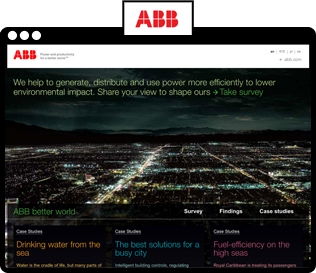 ABB
ABB
Power and productivity
for a better world™
abb.com
We help to generate, distribute and use power more efficiently to lower
environmental impact. Share your view to shape ours → Take survey
ABB better world
Survey Findings Case studies
Case Studies
Drinking water from the
sea
Water is the cradle of life, but many parts of
Case Studies
The best solutions for a
busy city
Intelligent building controls, regulating
Case Studies
Fuel-efficiency on the
high seas
Royal Caribbean is treating its passengers